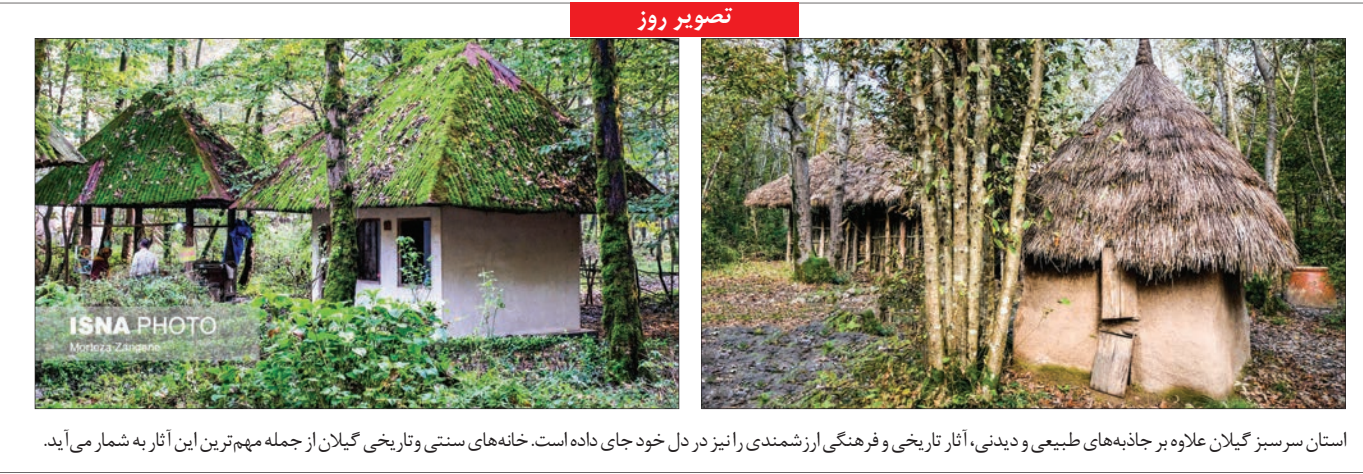 تصویر روز
ISNA PHOTO
Morteza Zangane
استان سرسبز گیلان علاوه بر جاذبه‌های طبیعی و دیدنی، آثار تاریخی و فرهنگی ارزشمندی را نیز در دل خود جای داده است. خانه‌های سنتی وتاریخی گیلان از جمله مهم‌ترین این آثار به شمار می‌آید.